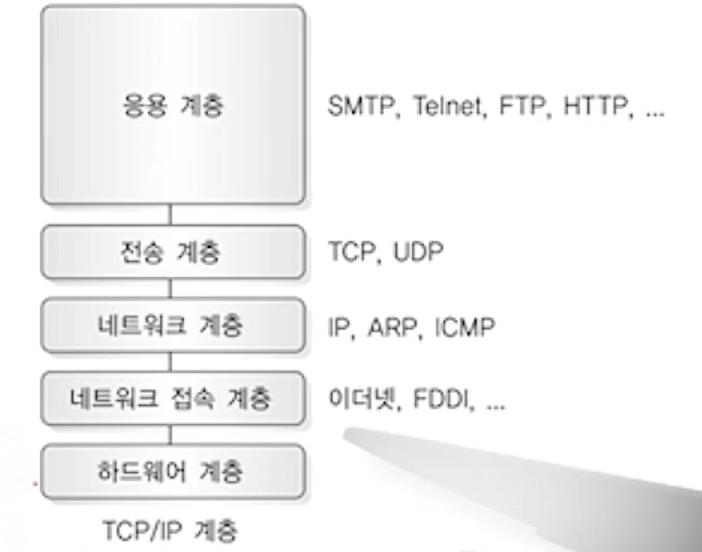 응용 계층 SMTP, Telnet, FTP, HTTP, ...
전송 계층 TCP, UDP
네트워크 계층 IP, ARP, ICMP
네트워크 접속 계층 이더넷, FDDI, ...
하드웨어 계층
TCP/IP 계층